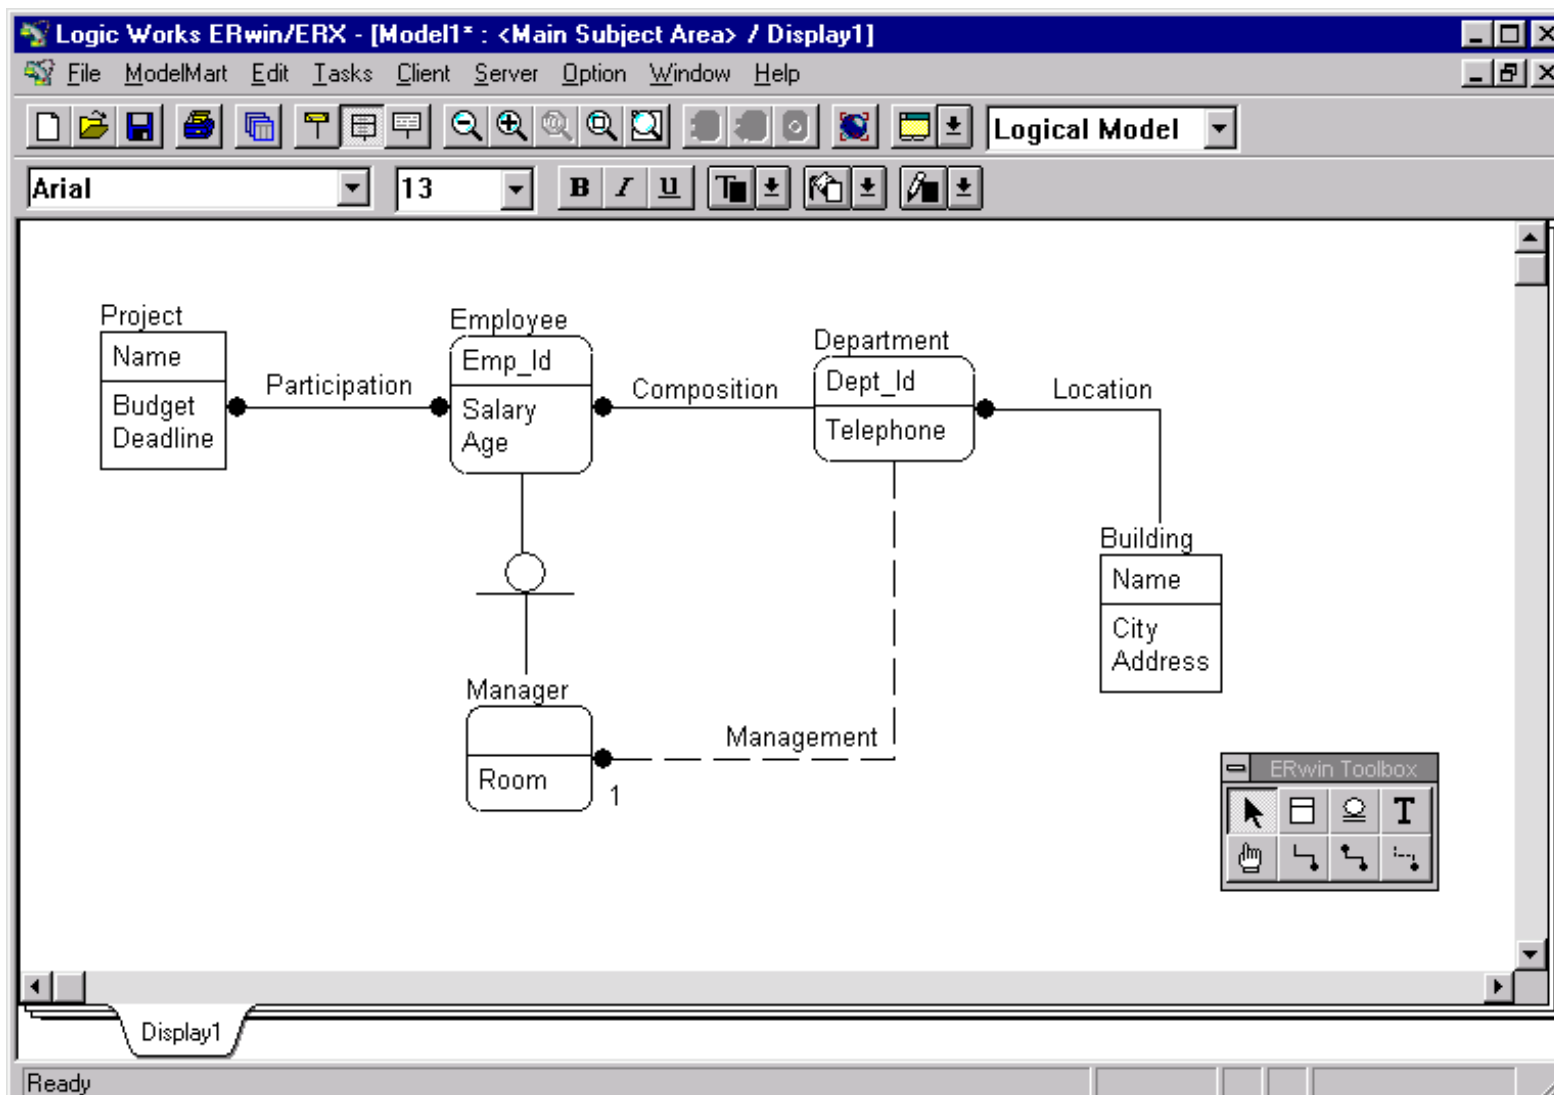 Logic Works ERwin/ERX - [Model1* : <Main Subject Area> / Display1]
File ModelMart Edit Tasks Client Server Option Window Help
Logical Model
Arial 13 B I U T
Project
Name
Budget
Deadline
Participation
Employee
Emp_Id
Salary
Age
Composition
Department
Dept_Id
Telephone
Location
Building
Name
City
Address
Manager
Room
Management
1
ERwin Toolbox
T
Display1
Ready